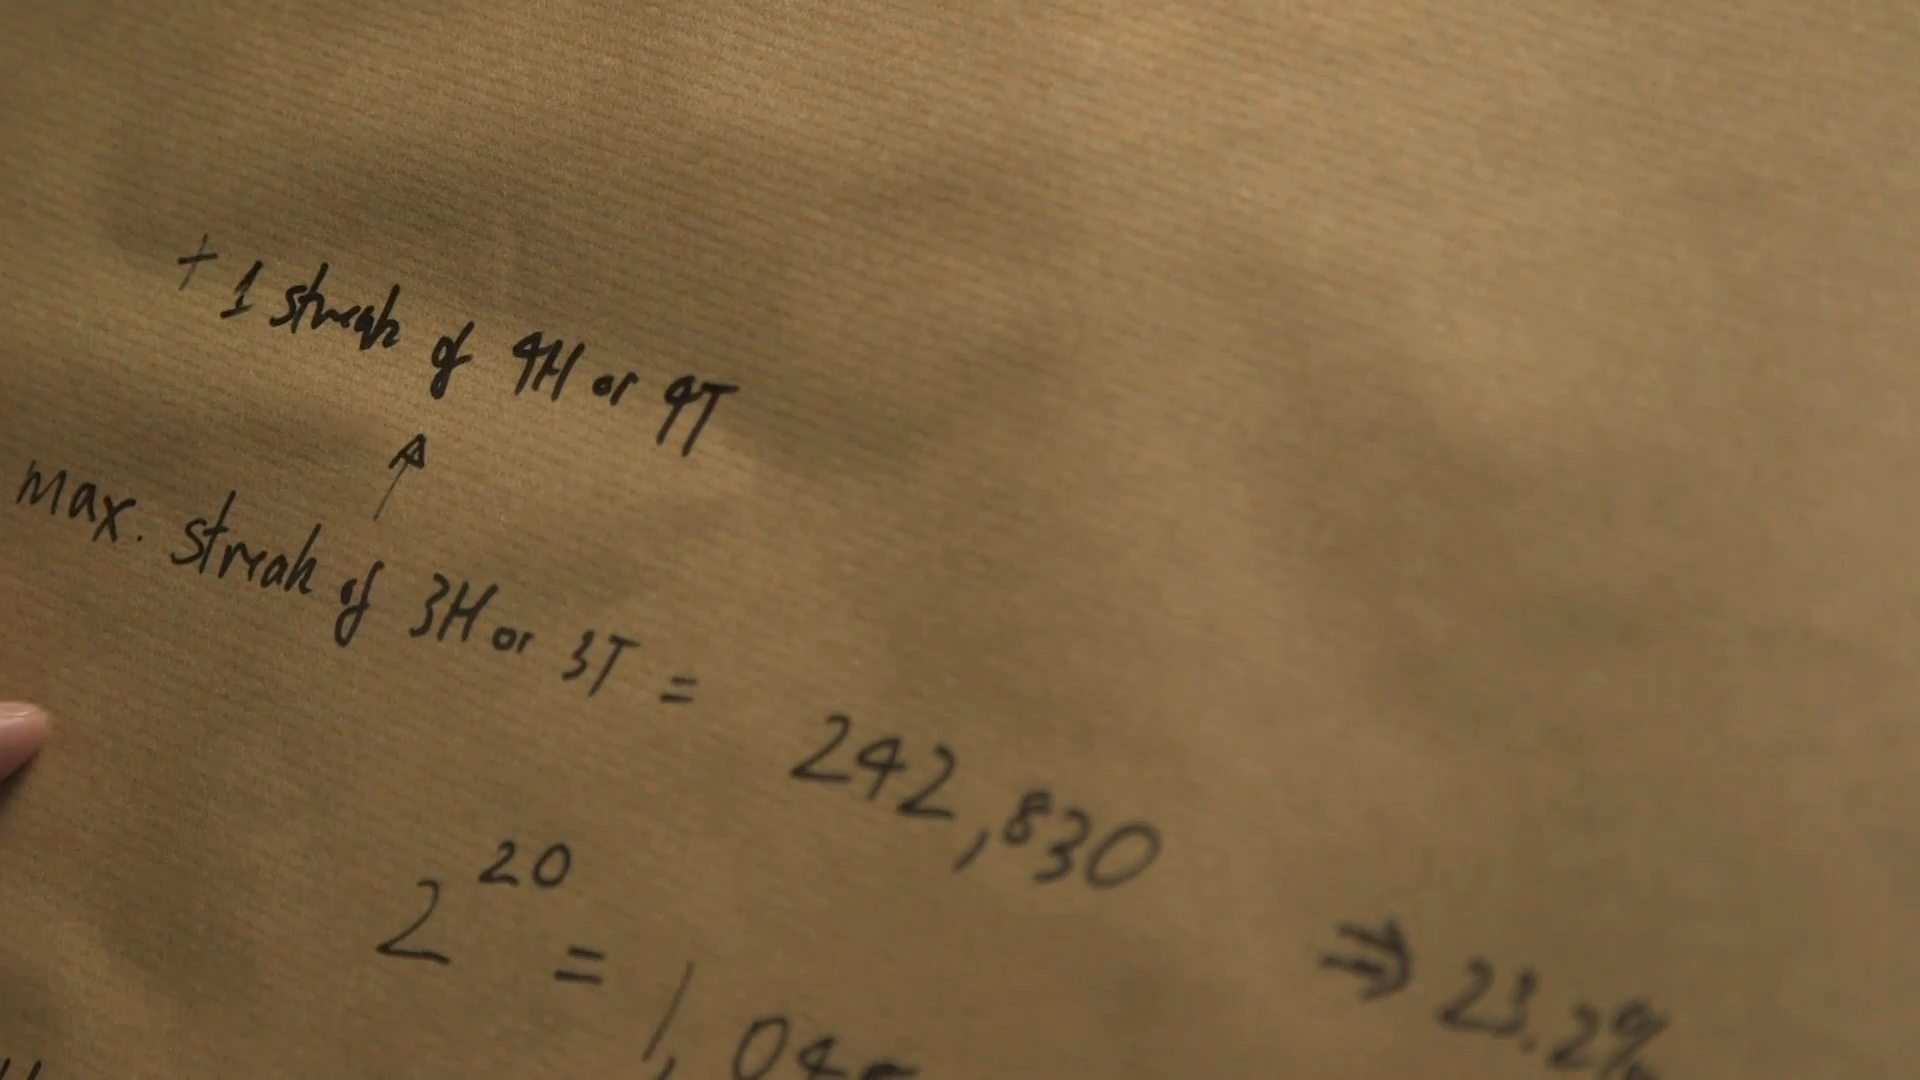 + 1 streak of 4H or 4T
max. streak of 3H or 3T = 242,830
2^20 = 1,04
⇒ 23.2%